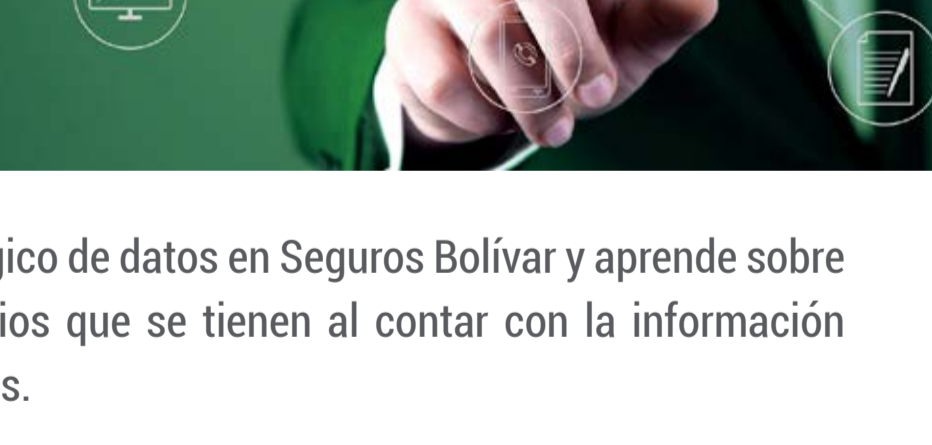 gico de datos en Seguros Bolívar y aprende sobre
ios que se tienen al contar con la información
s.